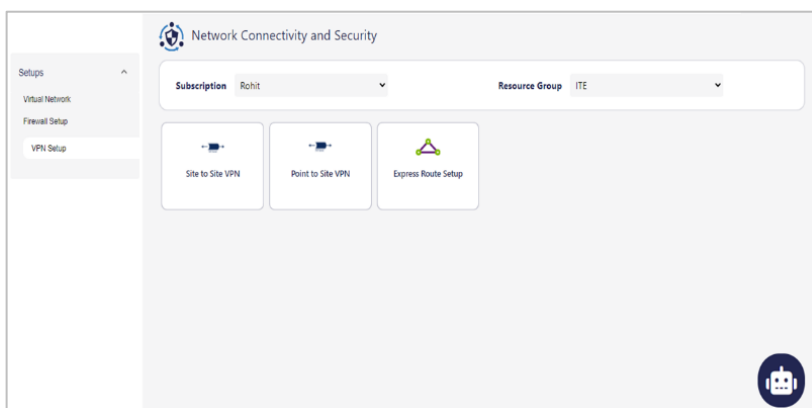 Network Connectivity and Security
Setups
Virtual Network
Firewall Setup
VPN Setup
Subscription Rohit
Resource Group ITE
Site to Site VPN
Point to Site VPN
Express Route Setup